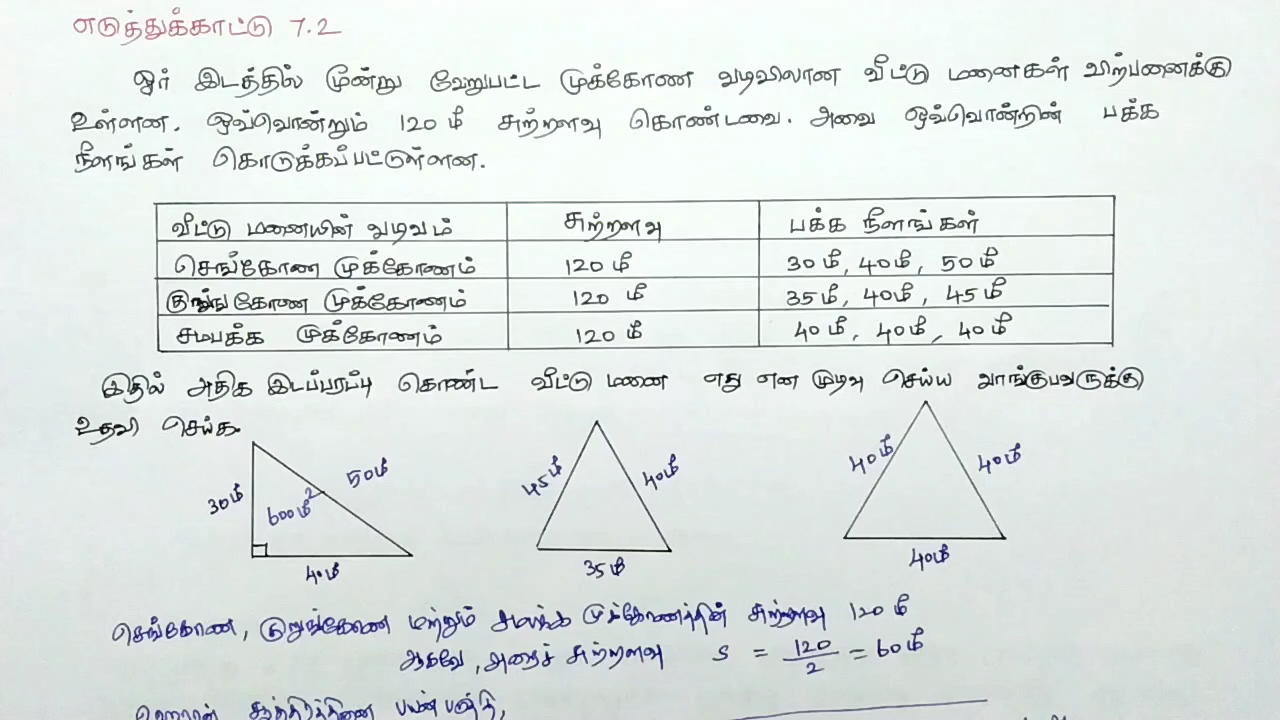 எடுத்துக்காட்டு 7.2
ஓர் இடத்தில் மூன்று வேறுபட்ட முக்கோண வடிவிலான வீட்டு மனைகள் விற்பனைக்கு
உள்ளன. ஒவ்வொன்றும் 120 மீ சுற்றளவு கொண்டவை. அவை ஒவ்வொன்றின் பக்க
நீளங்கள் கொடுக்கப்பட்டுள்ளன.
வீட்டு மனையின் வடிவம் சுற்றளவு பக்க நீளங்கள்
செங்கோண முக்கோணம் 120 மீ 30 மீ, 40 மீ, 50 மீ
குறுங்கோண முக்கோணம் 120 மீ 35 மீ, 40 மீ, 45 மீ
சமபக்க முக்கோணம் 120 மீ 40 மீ, 40 மீ, 40 மீ
இதில் அதிக இடப்பரப்பு கொண்ட வீட்டு மனை எது என முடிவு செய்ய வாங்குபவருக்கு
உதவி செய்க.
30 மீ 50 மீ 600 மீ² 40 மீ
45 மீ 40 மீ 35 மீ
40 மீ 40 மீ 40 மீ
செங்கோண, குறுங்கோண மற்றும் சமபக்க முக்கோணத்தின் சுற்றளவு 120 மீ
ஆகவே, அரைச் சுற்றளவு s = 120/2 = 60 மீ
ஹெரான் சூத்திரத்தினை பயன்படுத்தி,